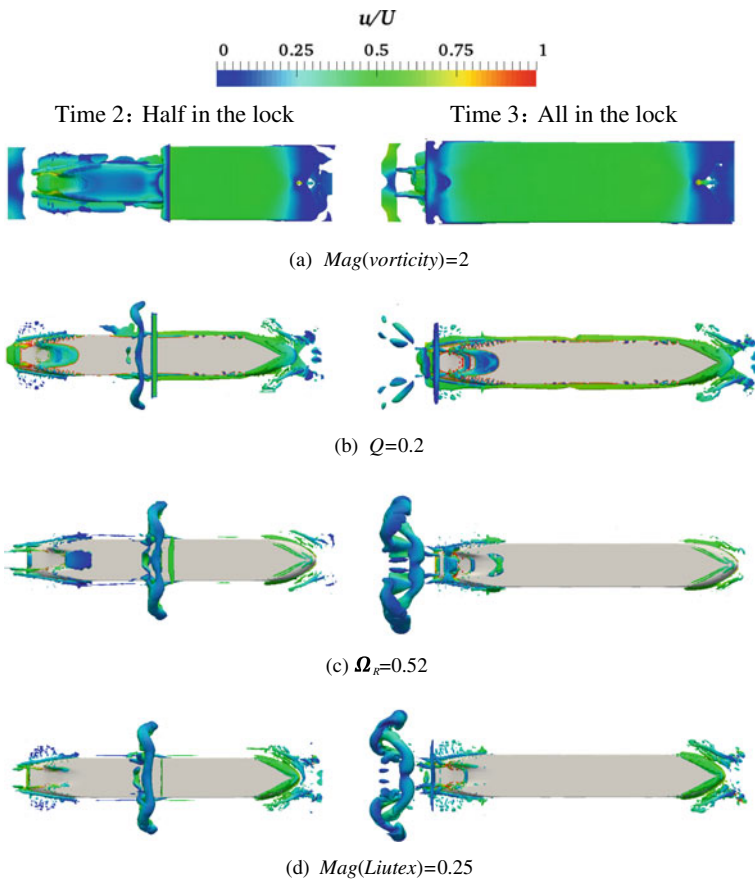 u/U
0 0.25 0.5 0.75 1
Time 2: Half in the lock Time 3: All in the lock
(a) Mag(vorticity)=2
(b) Q=0.2
(c) Ω_R=0.52
(d) Mag(Liutex)=0.25